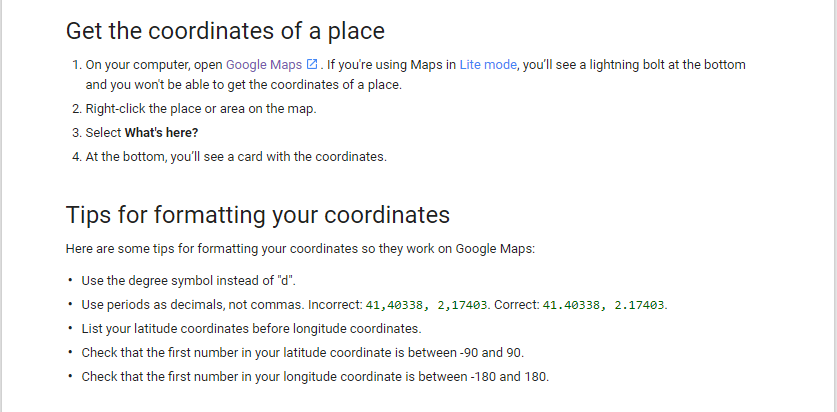 Get the coordinates of a place
1. On your computer, open Google Maps . If you're using Maps in Lite mode, you'll see a lightning bolt at the bottom
and you won't be able to get the coordinates of a place.
2. Right-click the place or area on the map.
3. Select What's here?
4. At the bottom, you'll see a card with the coordinates.
Tips for formatting your coordinates
Here are some tips for formatting your coordinates so they work on Google Maps:
• Use the degree symbol instead of "d".
• Use periods as decimals, not commas. Incorrect: 41,40338, 2,17403. Correct: 41.40338, 2.17403.
• List your latitude coordinates before longitude coordinates.
• Check that the first number in your latitude coordinate is between -90 and 90.
• Check that the first number in your longitude coordinate is between -180 and 180.